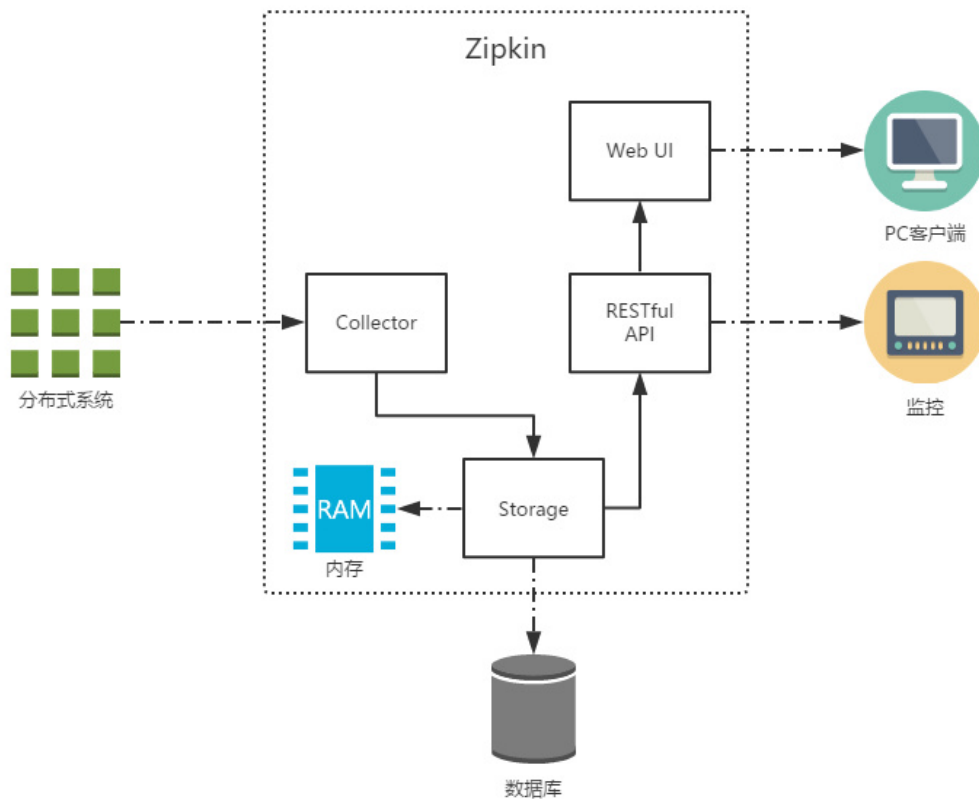 Zipkin
Web UI
PC客户端
Collector
RESTful
API
分布式系统
监控
RAM
Storage
内存
数据库